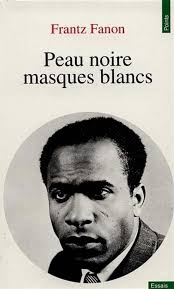 Frantz Fanon
Points
Peau noire
masques blancs
Essais